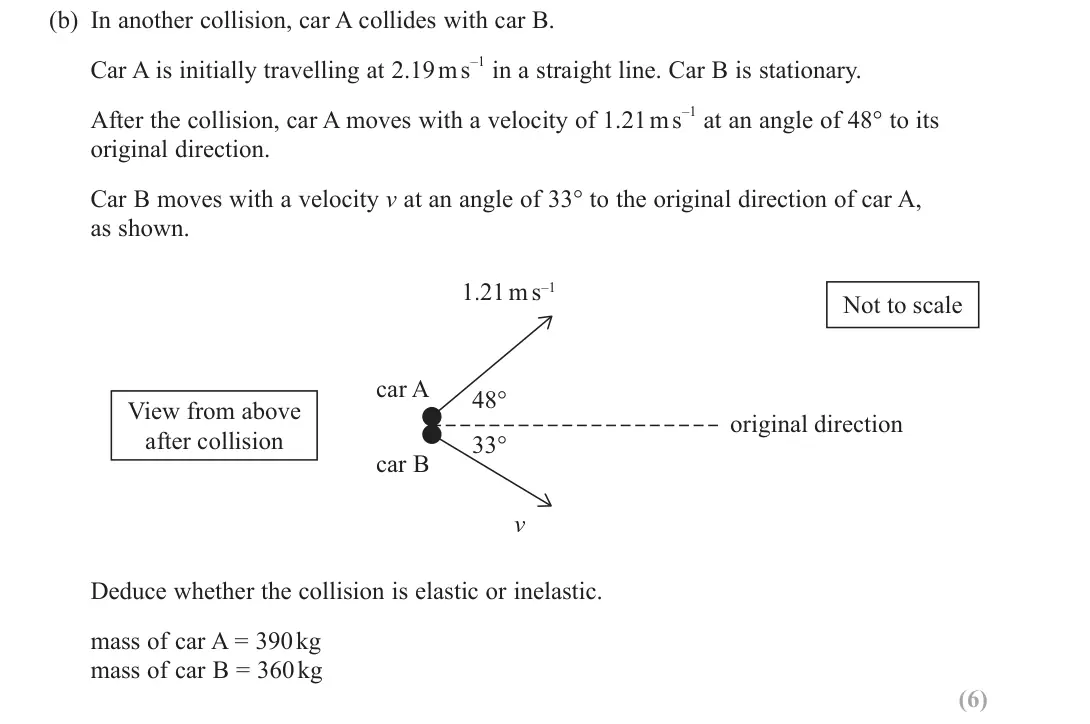 (b) In another collision, car A collides with car B.
Car A is initially travelling at 2.19 m s⁻¹ in a straight line. Car B is stationary.
After the collision, car A moves with a velocity of 1.21 m s⁻¹ at an angle of 48° to its
original direction.
Car B moves with a velocity v at an angle of 33° to the original direction of car A,
as shown.
1.21 m s⁻¹
Not to scale
car A
48°
View from above
after collision
original direction
33°
car B
v
Deduce whether the collision is elastic or inelastic.
mass of car A = 390 kg
mass of car B = 360 kg
(6)